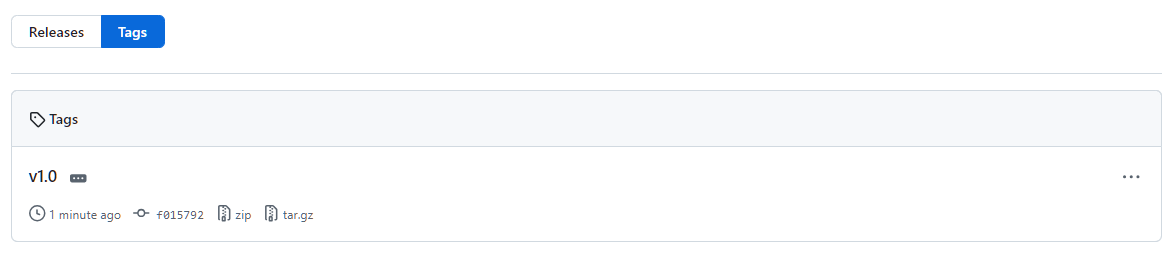 Releases Tags
Tags
v1.0
1 minute ago f015792 zip tar.gz